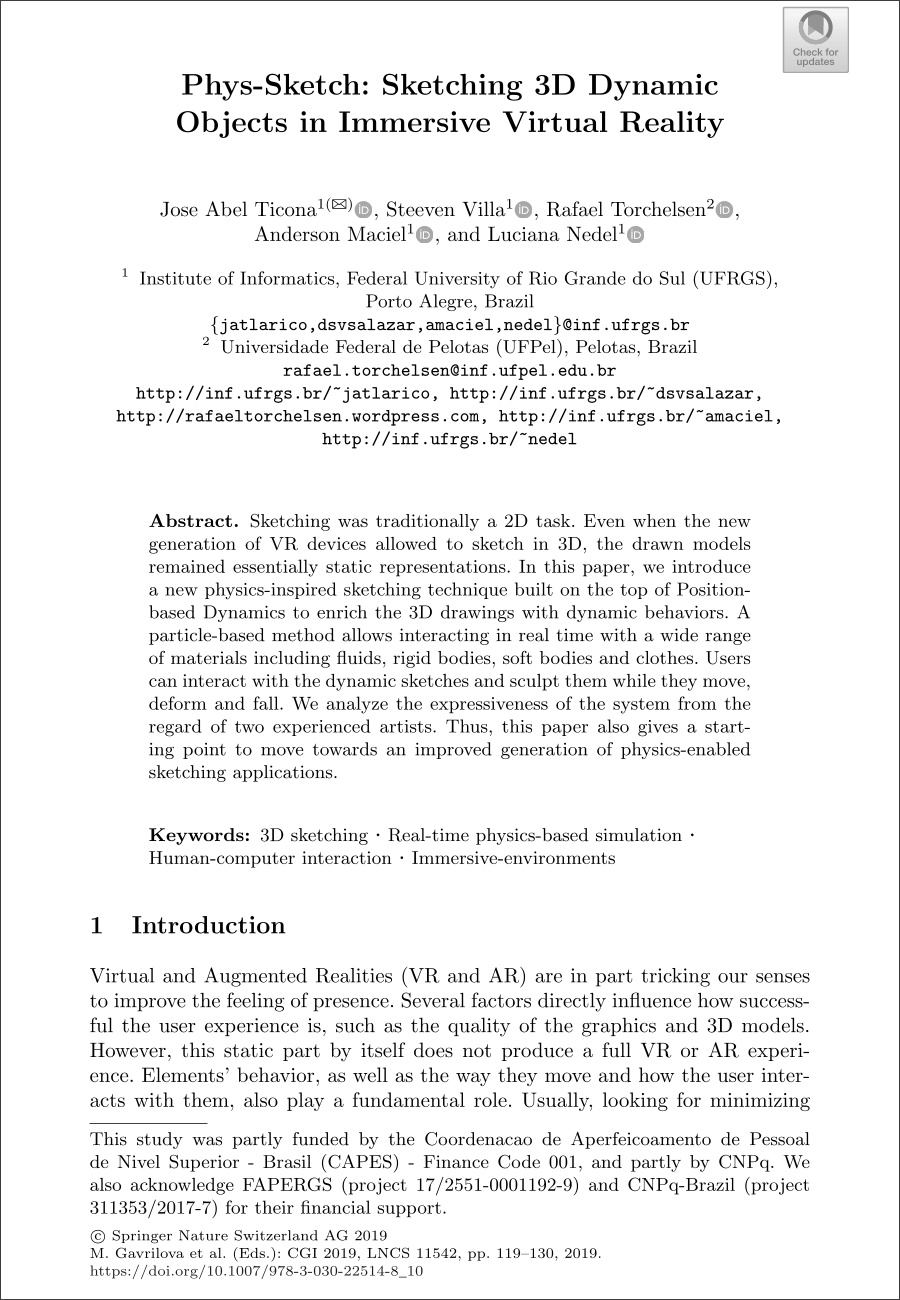 Check for
updates
Phys-Sketch: Sketching 3D Dynamic
Objects in Immersive Virtual Reality
Jose Abel Ticona1(✉)iD, Steeven Villa1iD, Rafael Torchelsen2iD,
Anderson Maciel1iD, and Luciana Nedel1iD
1 Institute of Informatics, Federal University of Rio Grande do Sul (UFRGS),
Porto Alegre, Brazil
{jatlarico,dsvsalazar,amaciel,nedel}@inf.ufrgs.br
2 Universidade Federal de Pelotas (UFPel), Pelotas, Brazil
rafael.torchelsen@inf.ufpel.edu.br
http://inf.ufrgs.br/~jatlarico, http://inf.ufrgs.br/~dsvsalazar,
http://rafaeltorchelsen.wordpress.com, http://inf.ufrgs.br/~amaciel,
http://inf.ufrgs.br/~nedel
Abstract. Sketching was traditionally a 2D task. Even when the new
generation of VR devices allowed to sketch in 3D, the drawn models
remained essentially static representations. In this paper, we introduce
a new physics-inspired sketching technique built on the top of Position-
based Dynamics to enrich the 3D drawings with dynamic behaviors. A
particle-based method allows interacting in real time with a wide range
of materials including fluids, rigid bodies, soft bodies and clothes. Users
can interact with the dynamic sketches and sculpt them while they move,
deform and fall. We analyze the expressiveness of the system from the
regard of two experienced artists. Thus, this paper also gives a start-
ing point to move towards an improved generation of physics-enabled
sketching applications.
Keywords: 3D sketching · Real-time physics-based simulation ·
Human-computer interaction · Immersive-environments
1 Introduction
Virtual and Augmented Realities (VR and AR) are in part tricking our senses
to improve the feeling of presence. Several factors directly influence how success-
ful the user experience is, such as the quality of the graphics and 3D models.
However, this static part by itself does not produce a full VR or AR experi-
ence. Elements' behavior, as well as the way they move and how the user inter-
acts with them, also play a fundamental role. Usually, looking for minimizing
This study was partly funded by the Coordenacao de Aperfeicoamento de Pessoal
de Nivel Superior - Brasil (CAPES) - Finance Code 001, and partly by CNPq. We
also acknowledge FAPERGS (project 17/2551-0001192-9) and CNPq-Brazil (project
311353/2017-7) for their financial support.
© Springer Nature Switzerland AG 2019
M. Gavrilova et al. (Eds.): CGI 2019, LNCS 11542, pp. 119–130, 2019.
https://doi.org/10.1007/978-3-030-22514-8_10